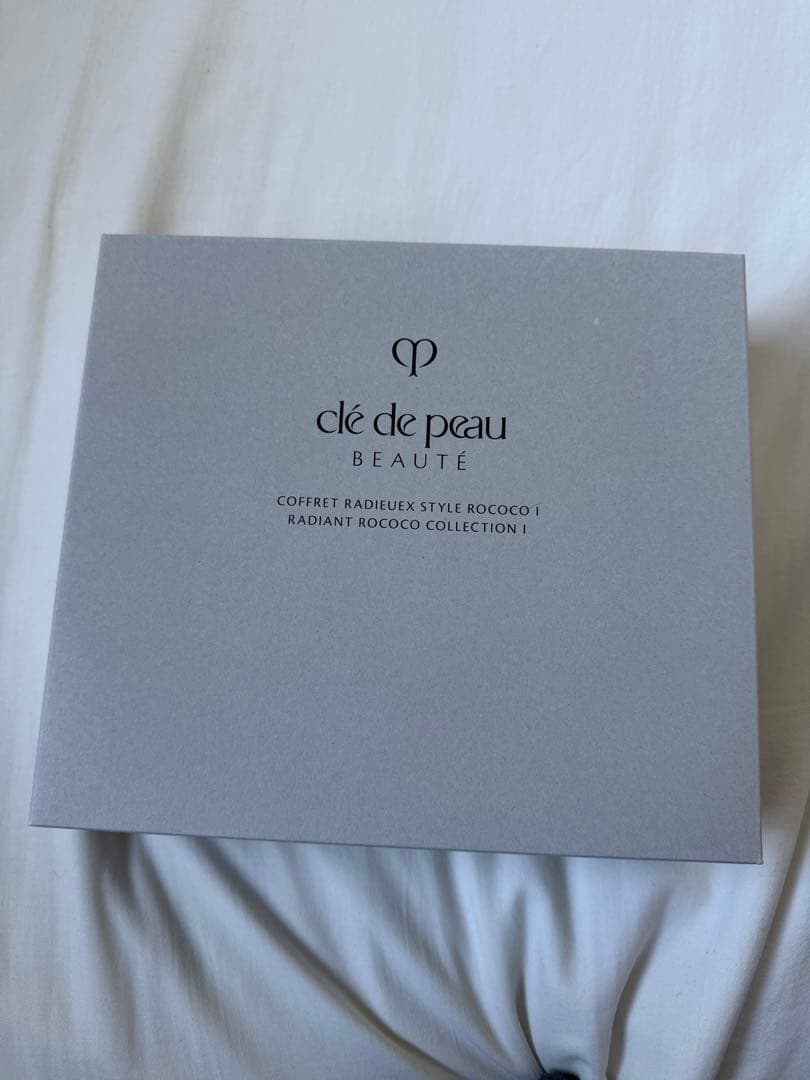 clé de peau
BEAUTÉ
COFFRET RADIEUEX STYLE ROCOCO I
RADIANT ROCOCO COLLECTION I